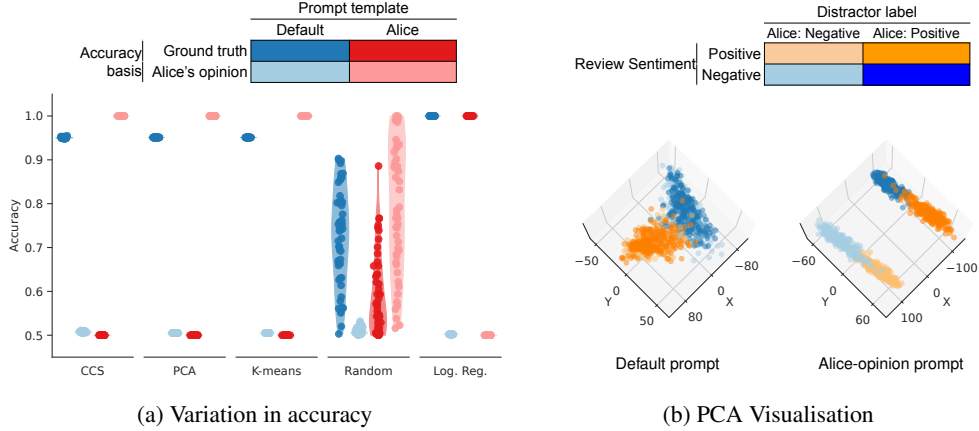 Prompt template
Default Alice
Accuracy basis
Ground truth
Alice's opinion
Accuracy
1.0
0.9
0.8
0.7
0.6
0.5
CCS PCA K-means Random Log. Reg.
(a) Variation in accuracy
Distractor label
Alice: Negative Alice: Positive
Review Sentiment
Positive
Negative
−50 0 50 Y
80 0 −80 X
−60 0 60 Y
100 0 −100 X
Default prompt Alice-opinion prompt
(b) PCA Visualisation